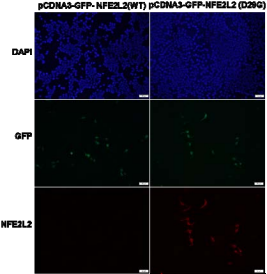 pCDNA3-GFP- NFE2L2(WT) pCDNA3-GFP-NFE2L2 (D29G)
DAPI
GFP
NFE2L2